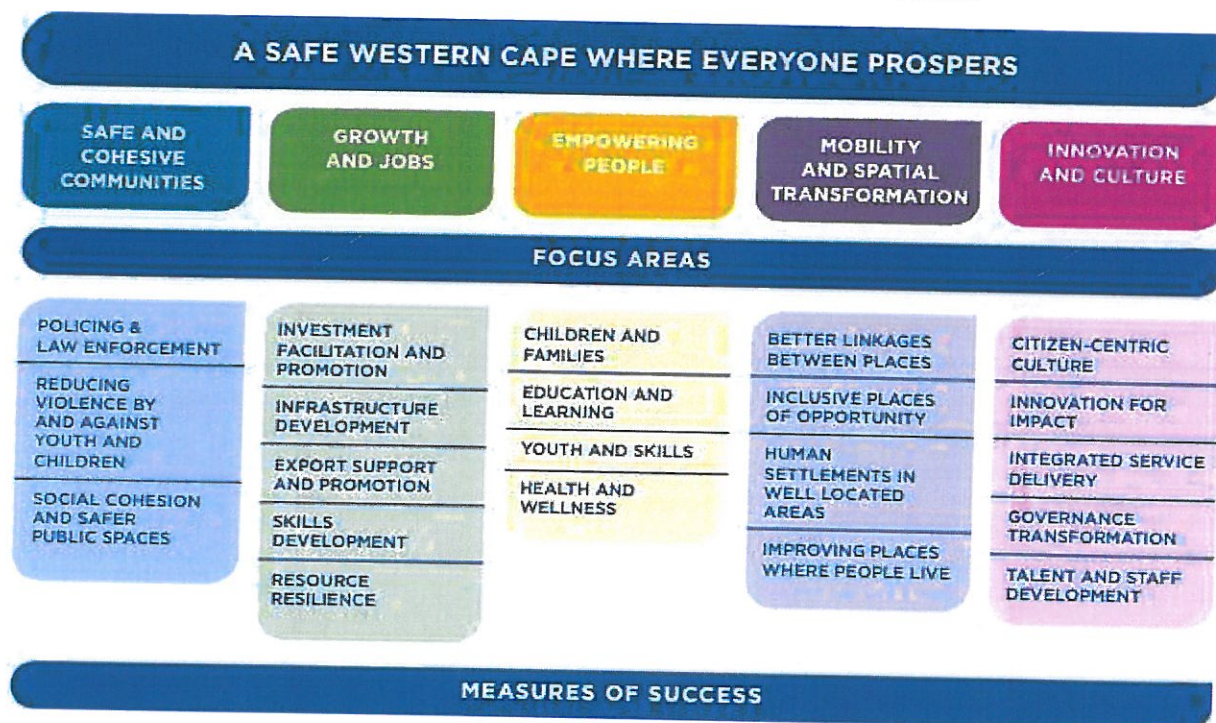 A SAFE WESTERN CAPE WHERE EVERYONE PROSPERS
SAFE AND
COHESIVE
COMMUNITIES
GROWTH
AND JOBS
EMPOWERING
PEOPLE
MOBILITY
AND SPATIAL
TRANSFORMATION
INNOVATION
AND CULTURE
FOCUS AREAS
POLICING &
LAW ENFORCEMENT
REDUCING
VIOLENCE BY
AND AGAINST
YOUTH AND
CHILDREN
SOCIAL COHESION
AND SAFER
PUBLIC SPACES
INVESTMENT
FACILITATION AND
PROMOTION
INFRASTRUCTURE
DEVELOPMENT
EXPORT SUPPORT
AND PROMOTION
SKILLS
DEVELOPMENT
RESOURCE
RESILIENCE
CHILDREN AND
FAMILIES
EDUCATION AND
LEARNING
YOUTH AND SKILLS
HEALTH AND
WELLNESS
BETTER LINKAGES
BETWEEN PLACES
INCLUSIVE PLACES
OF OPPORTUNITY
HUMAN
SETTLEMENTS IN
WELL LOCATED
AREAS
IMPROVING PLACES
WHERE PEOPLE LIVE
CITIZEN-CENTRIC
CULTURE
INNOVATION FOR
IMPACT
INTEGRATED SERVICE
DELIVERY
GOVERNANCE
TRANSFORMATION
TALENT AND STAFF
DEVELOPMENT
MEASURES OF SUCCESS